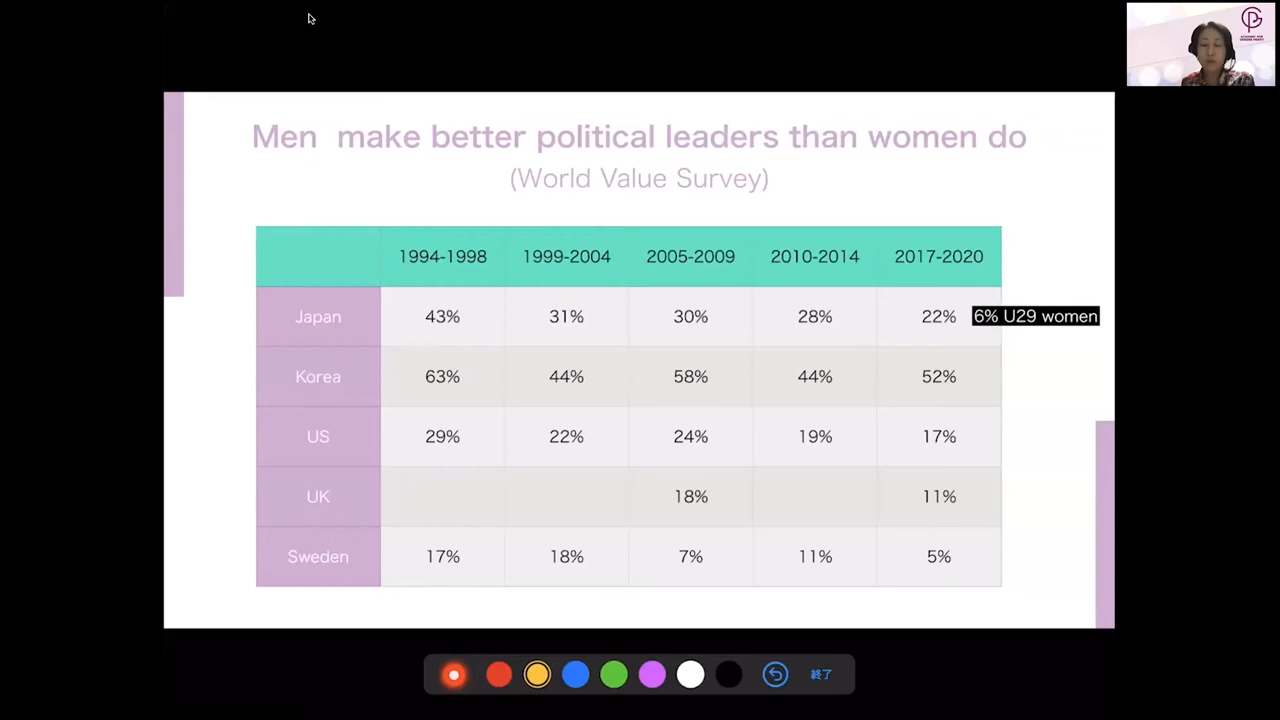 Men make better political leaders than women do
(World Value Survey)
1994-1998 1999-2004 2005-2009 2010-2014 2017-2020
Japan 43% 31% 30% 28% 22% 6% U29 women
Korea 63% 44% 58% 44% 52%
US 29% 22% 24% 19% 17%
UK 18% 11%
Sweden 17% 18% 7% 11% 5%
終了